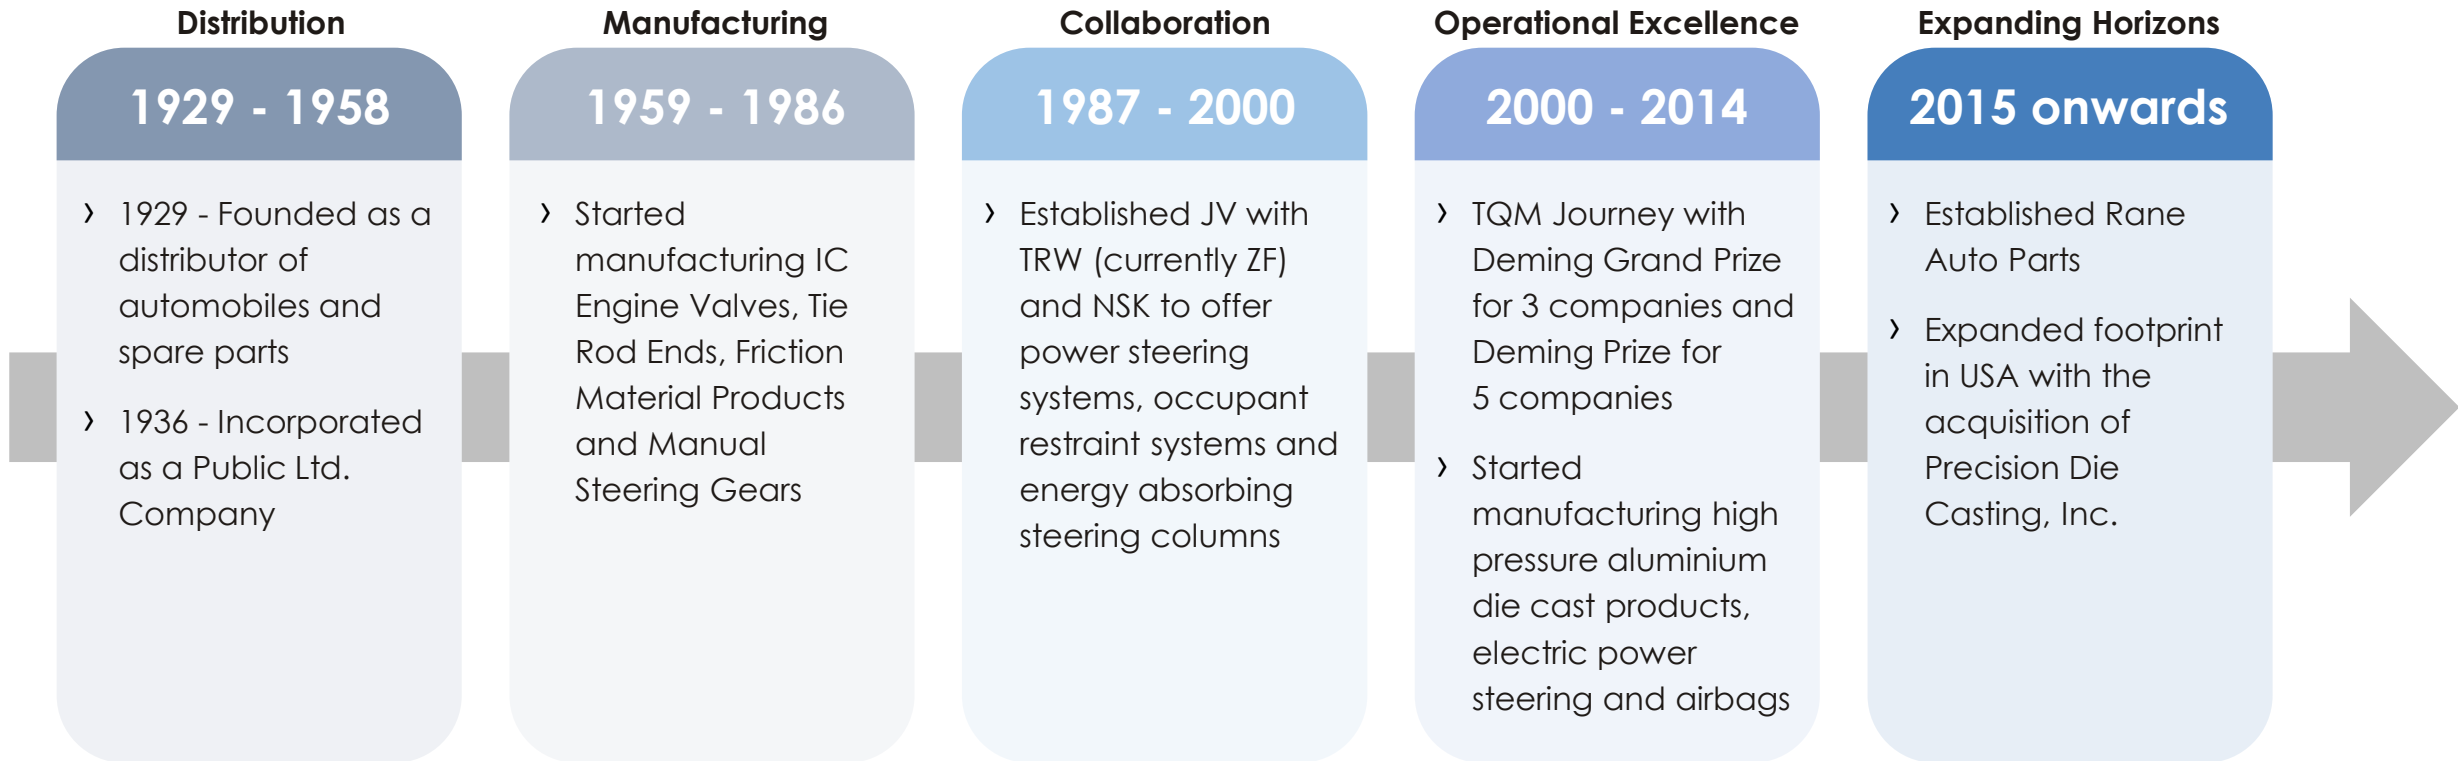 Distribution
1929 - 1958
› 1929 - Founded as a
distributor of
automobiles and
spare parts
› 1936 - Incorporated
as a Public Ltd.
Company
Manufacturing
1959 - 1986
› Started
manufacturing IC
Engine Valves, Tie
Rod Ends, Friction
Material Products
and Manual
Steering Gears
Collaboration
1987 - 2000
› Established JV with
TRW (currently ZF)
and NSK to offer
power steering
systems, occupant
restraint systems and
energy absorbing
steering columns
Operational Excellence
2000 - 2014
› TQM Journey with
Deming Grand Prize
for 3 companies and
Deming Prize for
5 companies
› Started
manufacturing high
pressure aluminium
die cast products,
electric power
steering and airbags
Expanding Horizons
2015 onwards
› Established Rane
Auto Parts
› Expanded footprint
in USA with the
acquisition of
Precision Die
Casting, Inc.